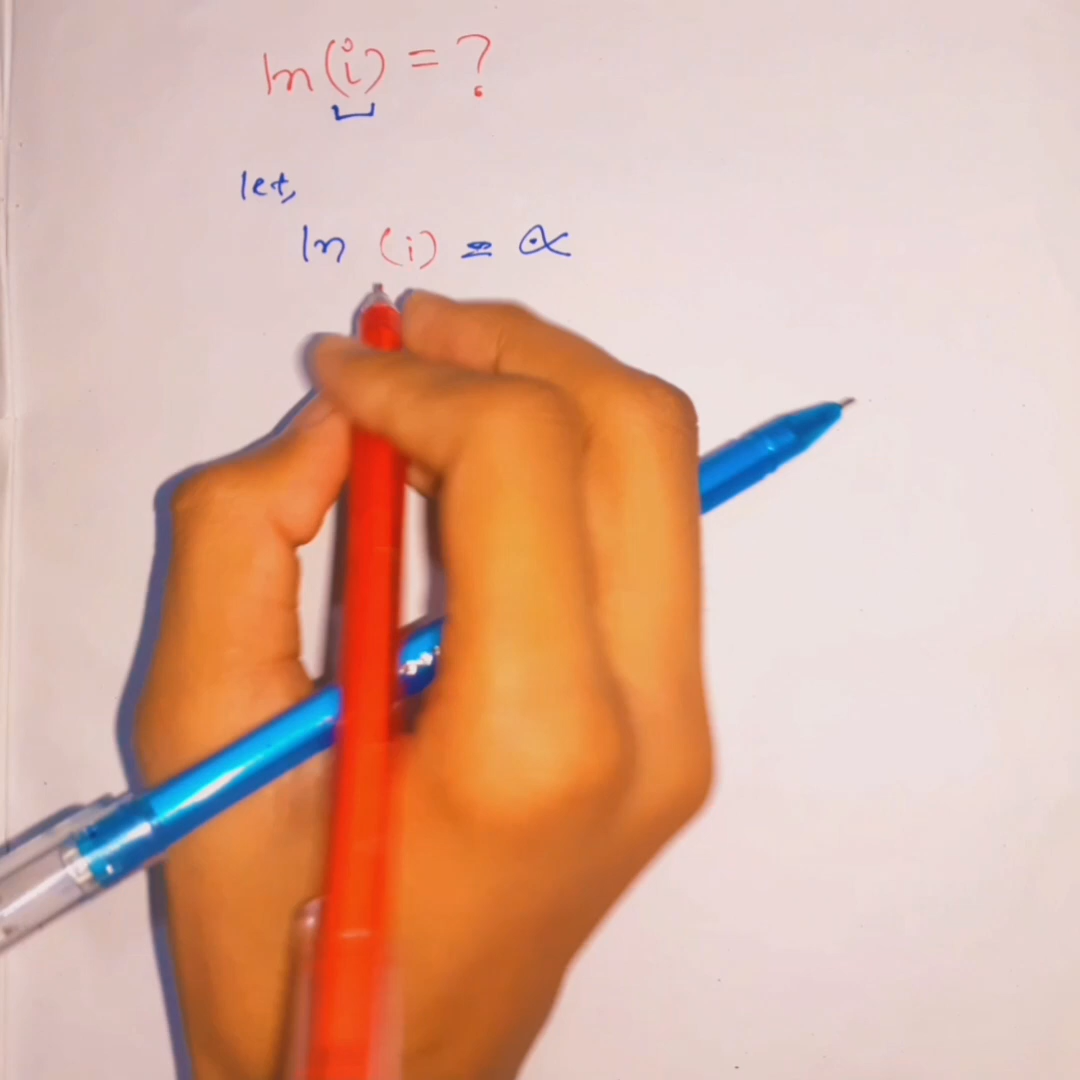 ln(i) = ?
let,
ln (i) = α